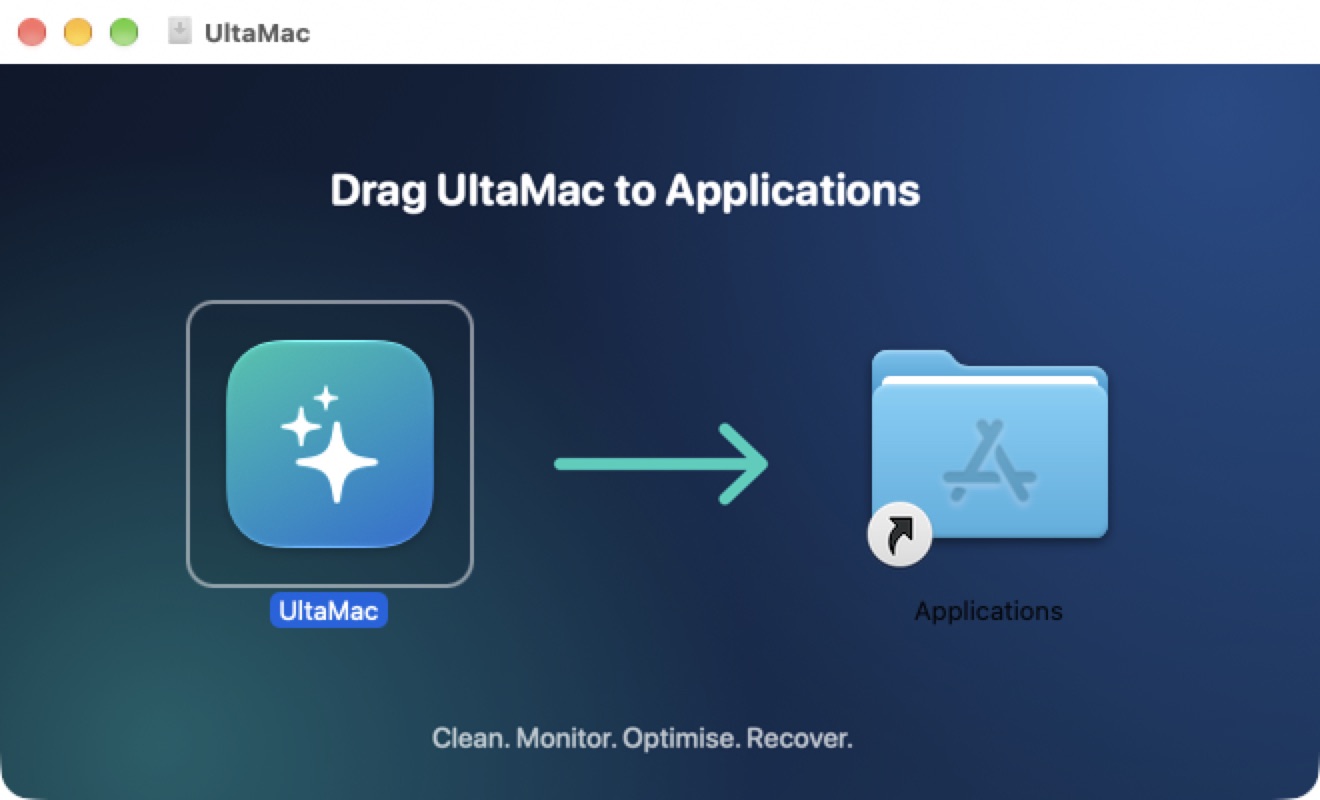 UltaMac
Drag UltaMac to Applications
UltaMac
Applications
Clean. Monitor. Optimise. Recover.